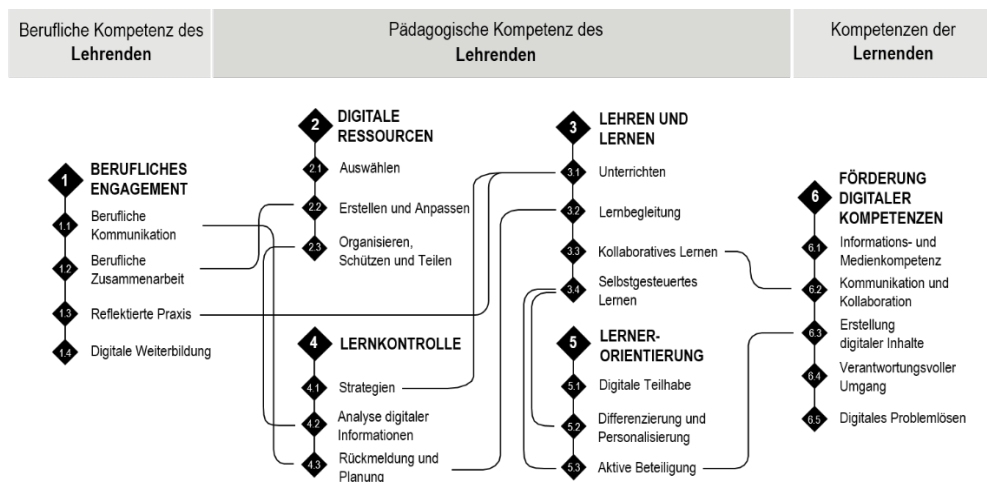 Berufliche Kompetenz des
Lehrenden
Pädagogische Kompetenz des
Lehrenden
Kompetenzen der
Lernenden
1
BERUFLICHES
ENGAGEMENT
1.1
Berufliche
Kommunikation
1.2
Berufliche
Zusammenarbeit
1.3
Reflektierte Praxis
1.4
Digitale Weiterbildung
2
DIGITALE
RESSOURCEN
2.1
Auswählen
2.2
Erstellen und Anpassen
2.3
Organisieren,
Schützen und Teilen
4
LERNKONTROLLE
4.1
Strategien
4.2
Analyse digitaler
Informationen
4.3
Rückmeldung und
Planung
3
LEHREN UND
LERNEN
3.1
Unterrichten
3.2
Lernbegleitung
3.3
Kollaboratives Lernen
3.4
Selbstgesteuertes
Lernen
5
LERNER-
ORIENTIERUNG
5.1
Digitale Teilhabe
5.2
Differenzierung und
Personalisierung
5.3
Aktive Beteiligung
6
FÖRDERUNG
DIGITALER
KOMPETENZEN
6.1
Informations- und
Medienkompetenz
6.2
Kommunikation und
Kollaboration
6.3
Erstellung
digitaler Inhalte
6.4
Verantwortungsvoller
Umgang
6.5
Digitales Problemlösen